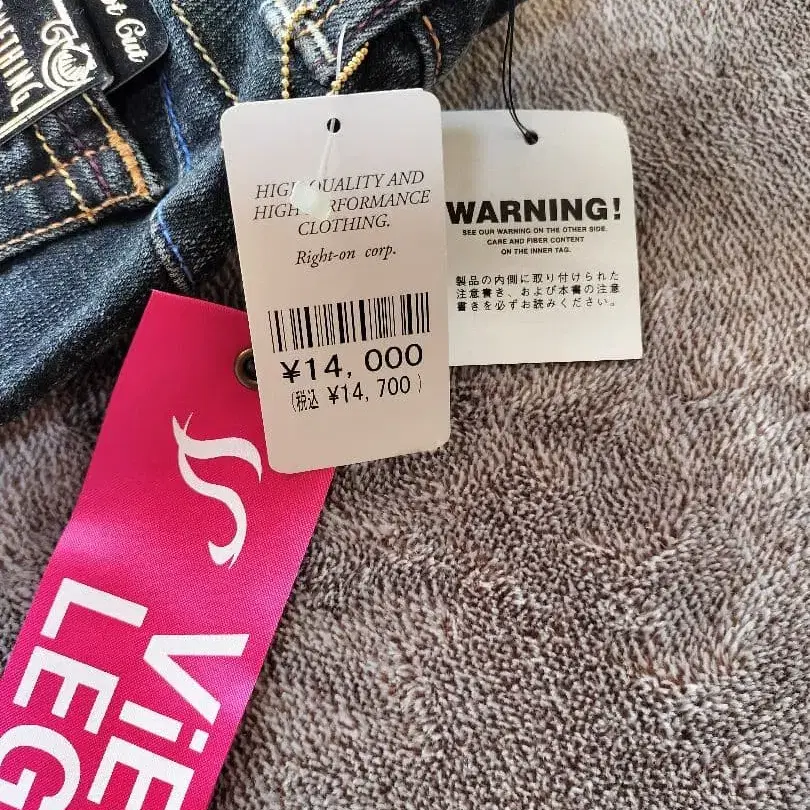 ot Cut
ETHING
HIGH QUALITY AND
HIGH PERFORMANCE
CLOTHING.
Right-on corp.
¥14,000
(税込 ¥14,700)
WARNING!
SEE OUR WARNING ON THE OTHER SIDE.
CARE AND FIBER CONTENT
ON THE INNER TAG.
製品の内側に取り付けられた
注意書き、および本書の注意
書きを必ずお読みください。
ViE
LEG